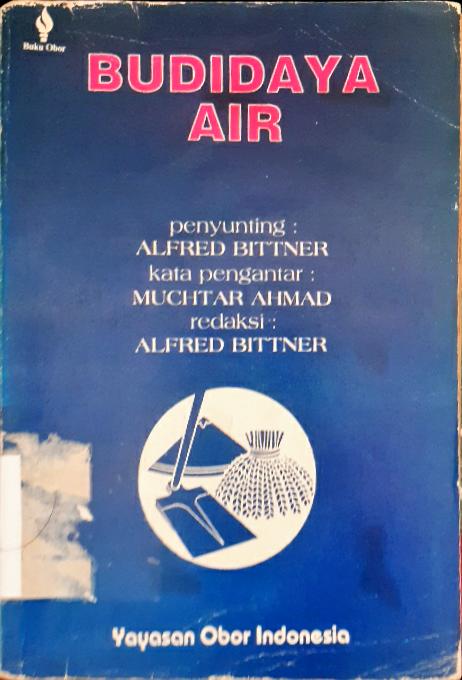 Buku Obor
BUDIDAYA
AIR
penyunting :
ALFRED BITTNER
kata pengantar :
MUCHTAR AHMAD
redaksi :
ALFRED BITTNER
Yayasan Obor Indonesia